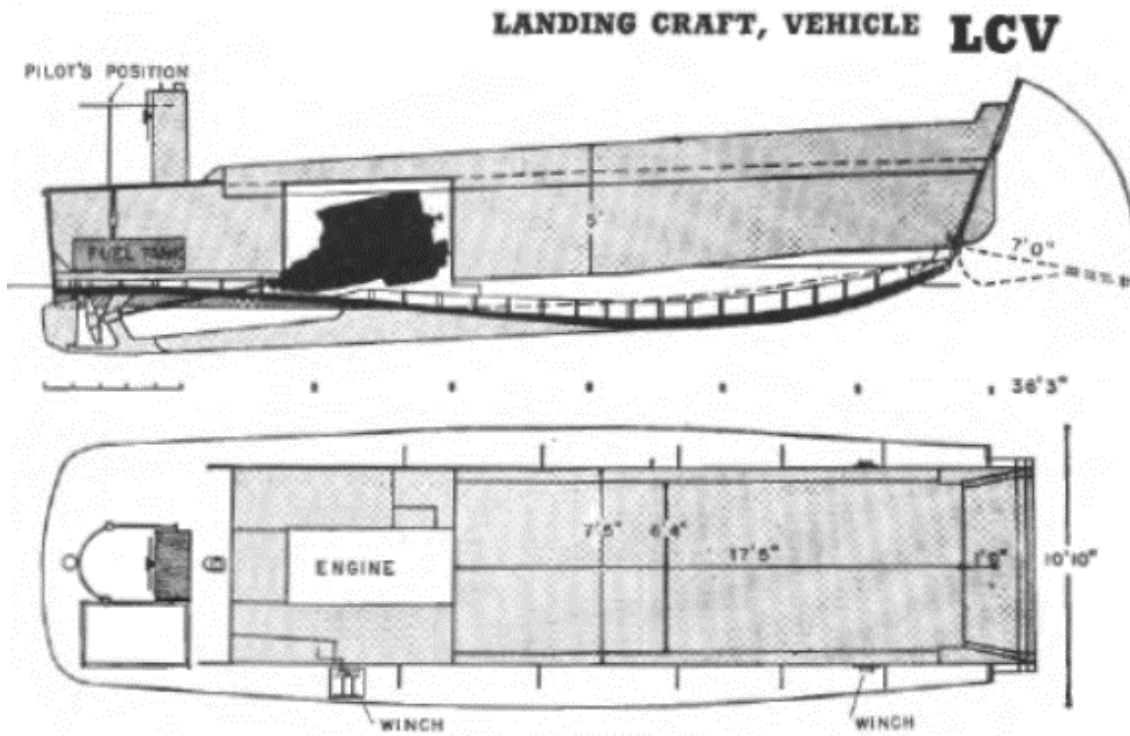 LANDING CRAFT, VEHICLE LCV
PILOT'S POSITION
5'
FUEL TANK
7'0"
36'3"
7'5"
6'4"
17'5"
ENGINE
10'10"
WINCH
WINCH